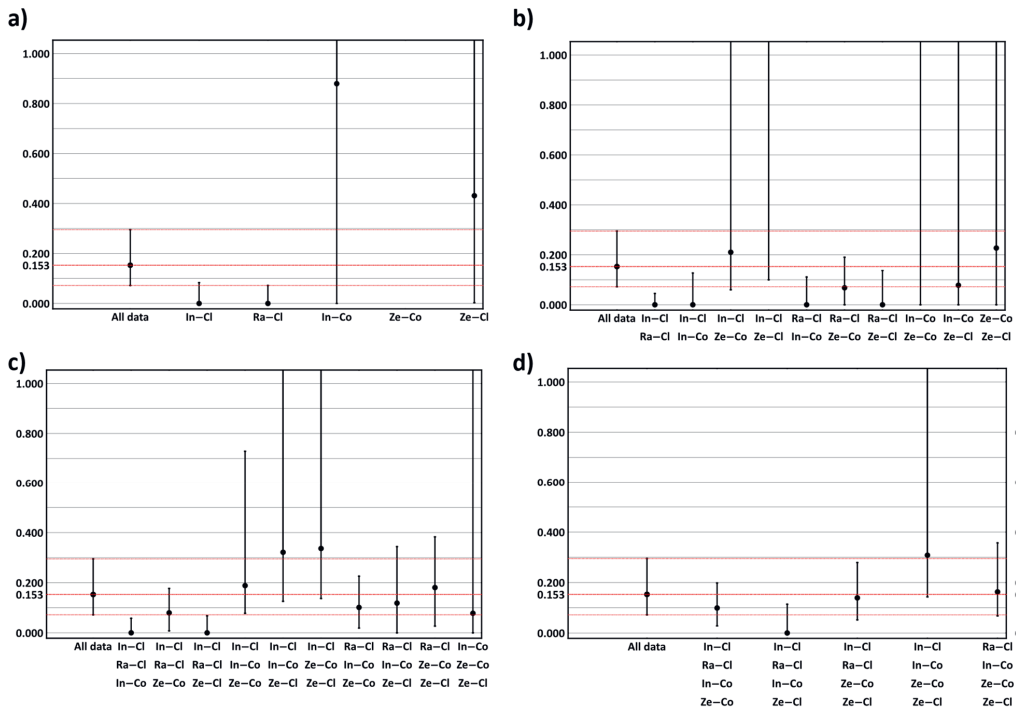 a)
1.000
0.800
0.600
0.400
0.200
0.153
0.000
All data In−Cl Ra−Cl In−Co Ze−Co Ze−Cl
b)
1.000
0.800
0.600
0.400
0.200
0.153
0.000
All data In−Cl In−Cl In−Cl In−Cl Ra−Cl Ra−Cl Ra−Cl In−Co In−Co Ze−Co
Ra−Cl In−Co Ze−Co Ze−Cl In−Co Ze−Co Ze−Cl Ze−Co Ze−Cl Ze−Cl
c)
1.000
0.800
0.600
0.400
0.200
0.153
0.000
All data In−Cl In−Cl In−Cl In−Cl In−Cl In−Cl Ra−Cl Ra−Cl Ra−Cl In−Co
Ra−Cl Ra−Cl Ra−Cl In−Co In−Co Ze−Co In−Co In−Co Ze−Co Ze−Co
In−Co Ze−Co Ze−Cl Ze−Co Ze−Cl Ze−Cl Ze−Co Ze−Cl Ze−Cl Ze−Cl
d)
1.000
0.800
0.600
0.400
0.200
0.153
0.000
All data In−Cl In−Cl In−Cl In−Cl Ra−Cl
Ra−Cl Ra−Cl Ra−Cl In−Co In−Co
In−Co In−Co Ze−Co Ze−Co Ze−Co
Ze−Co Ze−Cl Ze−Cl Ze−Cl Ze−Cl